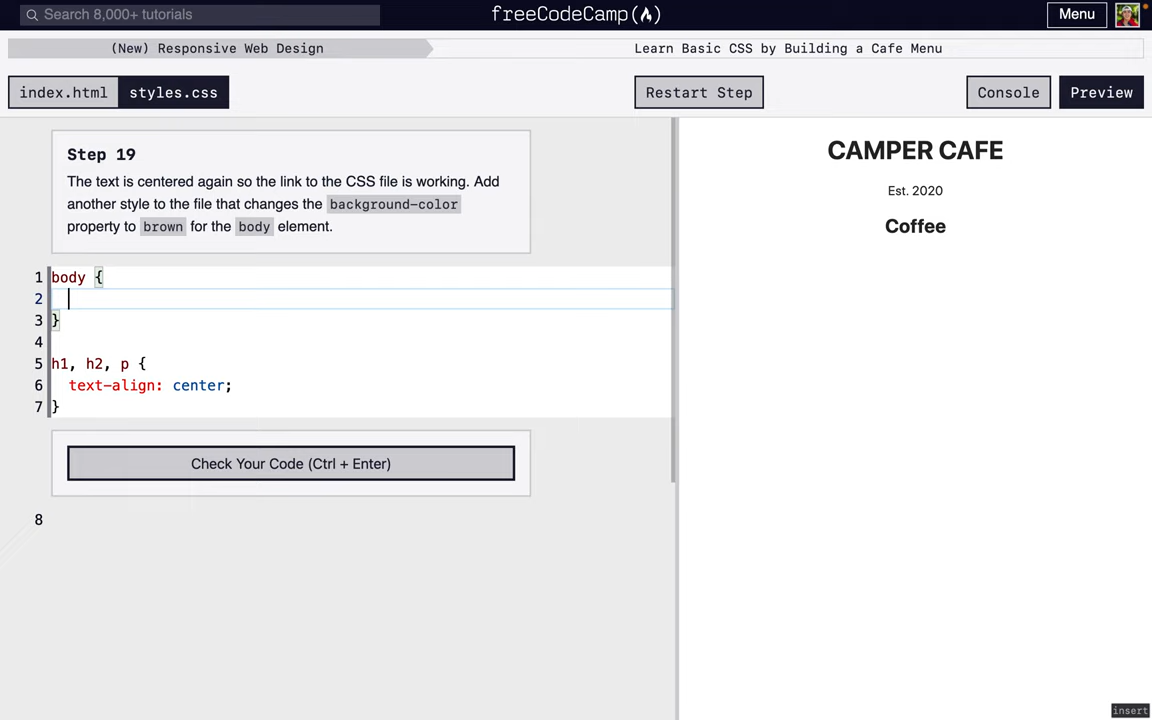 Search 8,000+ tutorials
freeCodeCamp
Menu
(New) Responsive Web Design
Learn Basic CSS by Building a Cafe Menu
index.html
styles.css
Restart Step
Console
Preview
Step 19
The text is centered again so the link to the CSS file is working. Add
another style to the file that changes the background-color
property to brown for the body element.
1 body {
2
3 }
4
5 h1, h2, p {
6 text-align: center;
7 }
Check Your Code (Ctrl + Enter)
8
CAMPER CAFE
Est. 2020
Coffee
insert